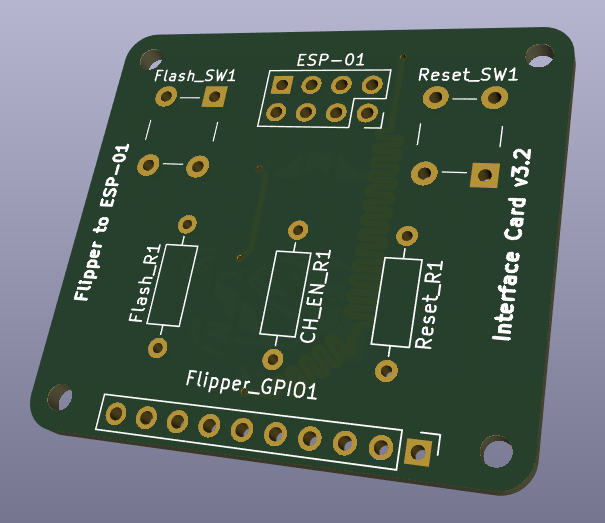 ESP-01
Flash_SW1
Reset_SW1
Flipper to ESP-01
Interface Card v3.2
Flash_R1
CH_EN_R1
Reset_R1
Flipper_GPIO1